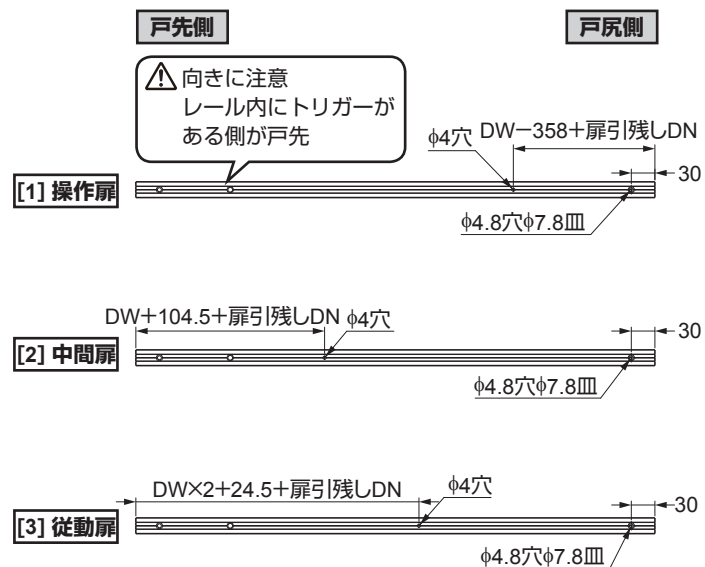 戸先側
戸尻側
向きに注意
レール内にトリガーが
ある側が戸先
φ4穴
DW－358＋扉引残しDN
30
[1] 操作扉
φ4.8穴φ7.8皿
DW＋104.5＋扉引残しDN
φ4穴
30
[2] 中間扉
φ4.8穴φ7.8皿
DW×2＋24.5＋扉引残しDN
φ4穴
30
[3] 従動扉
φ4.8穴φ7.8皿